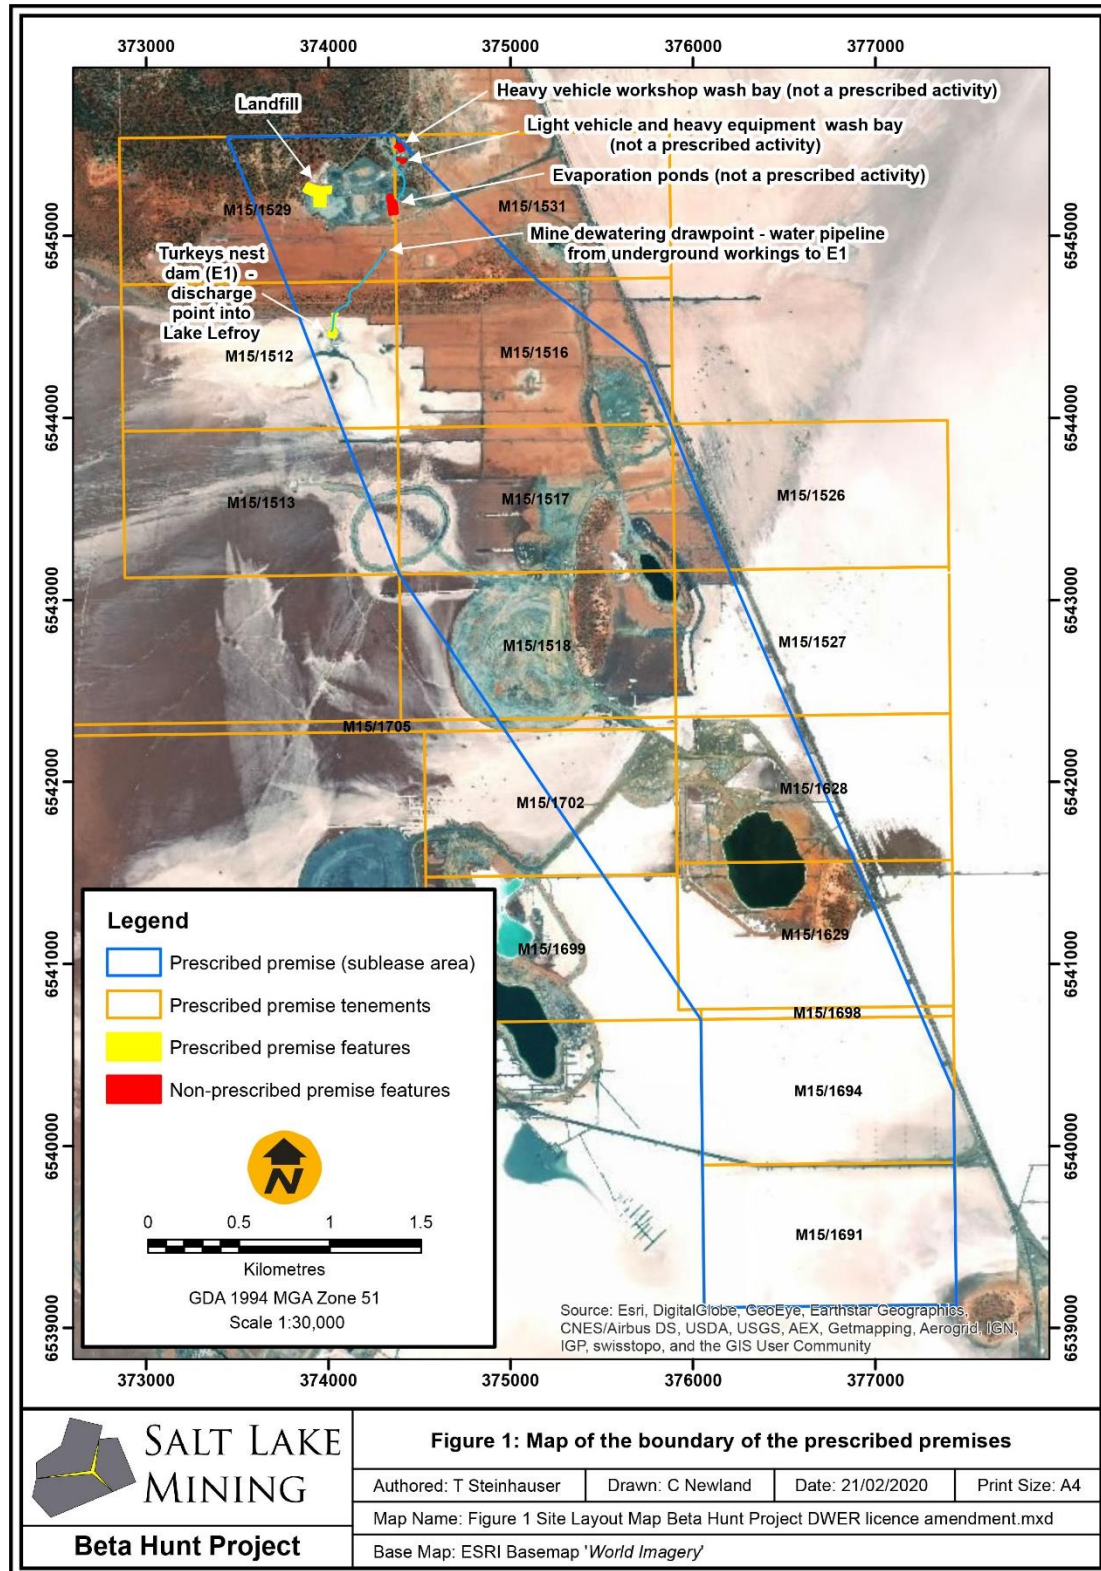 373000 374000 375000 376000 377000
Heavy vehicle workshop wash bay (not a prescribed activity)
Landfill
Light vehicle and heavy equipment wash bay
(not a prescribed activity)
Evaporation ponds (not a prescribed activity)
M15/1529
M15/1531
6545000
6545000
Mine dewatering drawpoint - water pipeline
from underground workings to E1
Turkeys nest
dam (E1) -
discharge
point into
Lake Lefroy
M15/1512
M15/1516
6544000
6544000
M15/1513
M15/1517
M15/1526
6543000
6543000
M15/1518
M15/1527
M15/1705
6542000
6542000
M15/1702
M15/1628
M15/1699
M15/1629
6541000
6541000
M15/1698
M15/1694
6540000
6540000
M15/1691
6539000
6539000
Legend
Prescribed premise (sublease area)
Prescribed premise tenements
Prescribed premise features
Non-prescribed premise features
N
0 0.5 1 1.5
Kilometres
GDA 1994 MGA Zone 51
Scale 1:30,000
Source: Esri, DigitalGlobe, GeoEye, Earthstar Geographics,
CNES/Airbus DS, USDA, USGS, AEX, Getmapping, Aerogrid, IGN,
IGP, swisstopo, and the GIS User Community
373000 374000 375000 376000 377000
SALT LAKE
MINING
Beta Hunt Project
Figure 1: Map of the boundary of the prescribed premises
Authored: T Steinhauser Drawn: C Newland Date: 21/02/2020 Print Size: A4
Map Name: Figure 1 Site Layout Map Beta Hunt Project DWER licence amendment.mxd
Base Map: ESRI Basemap 'World Imagery'